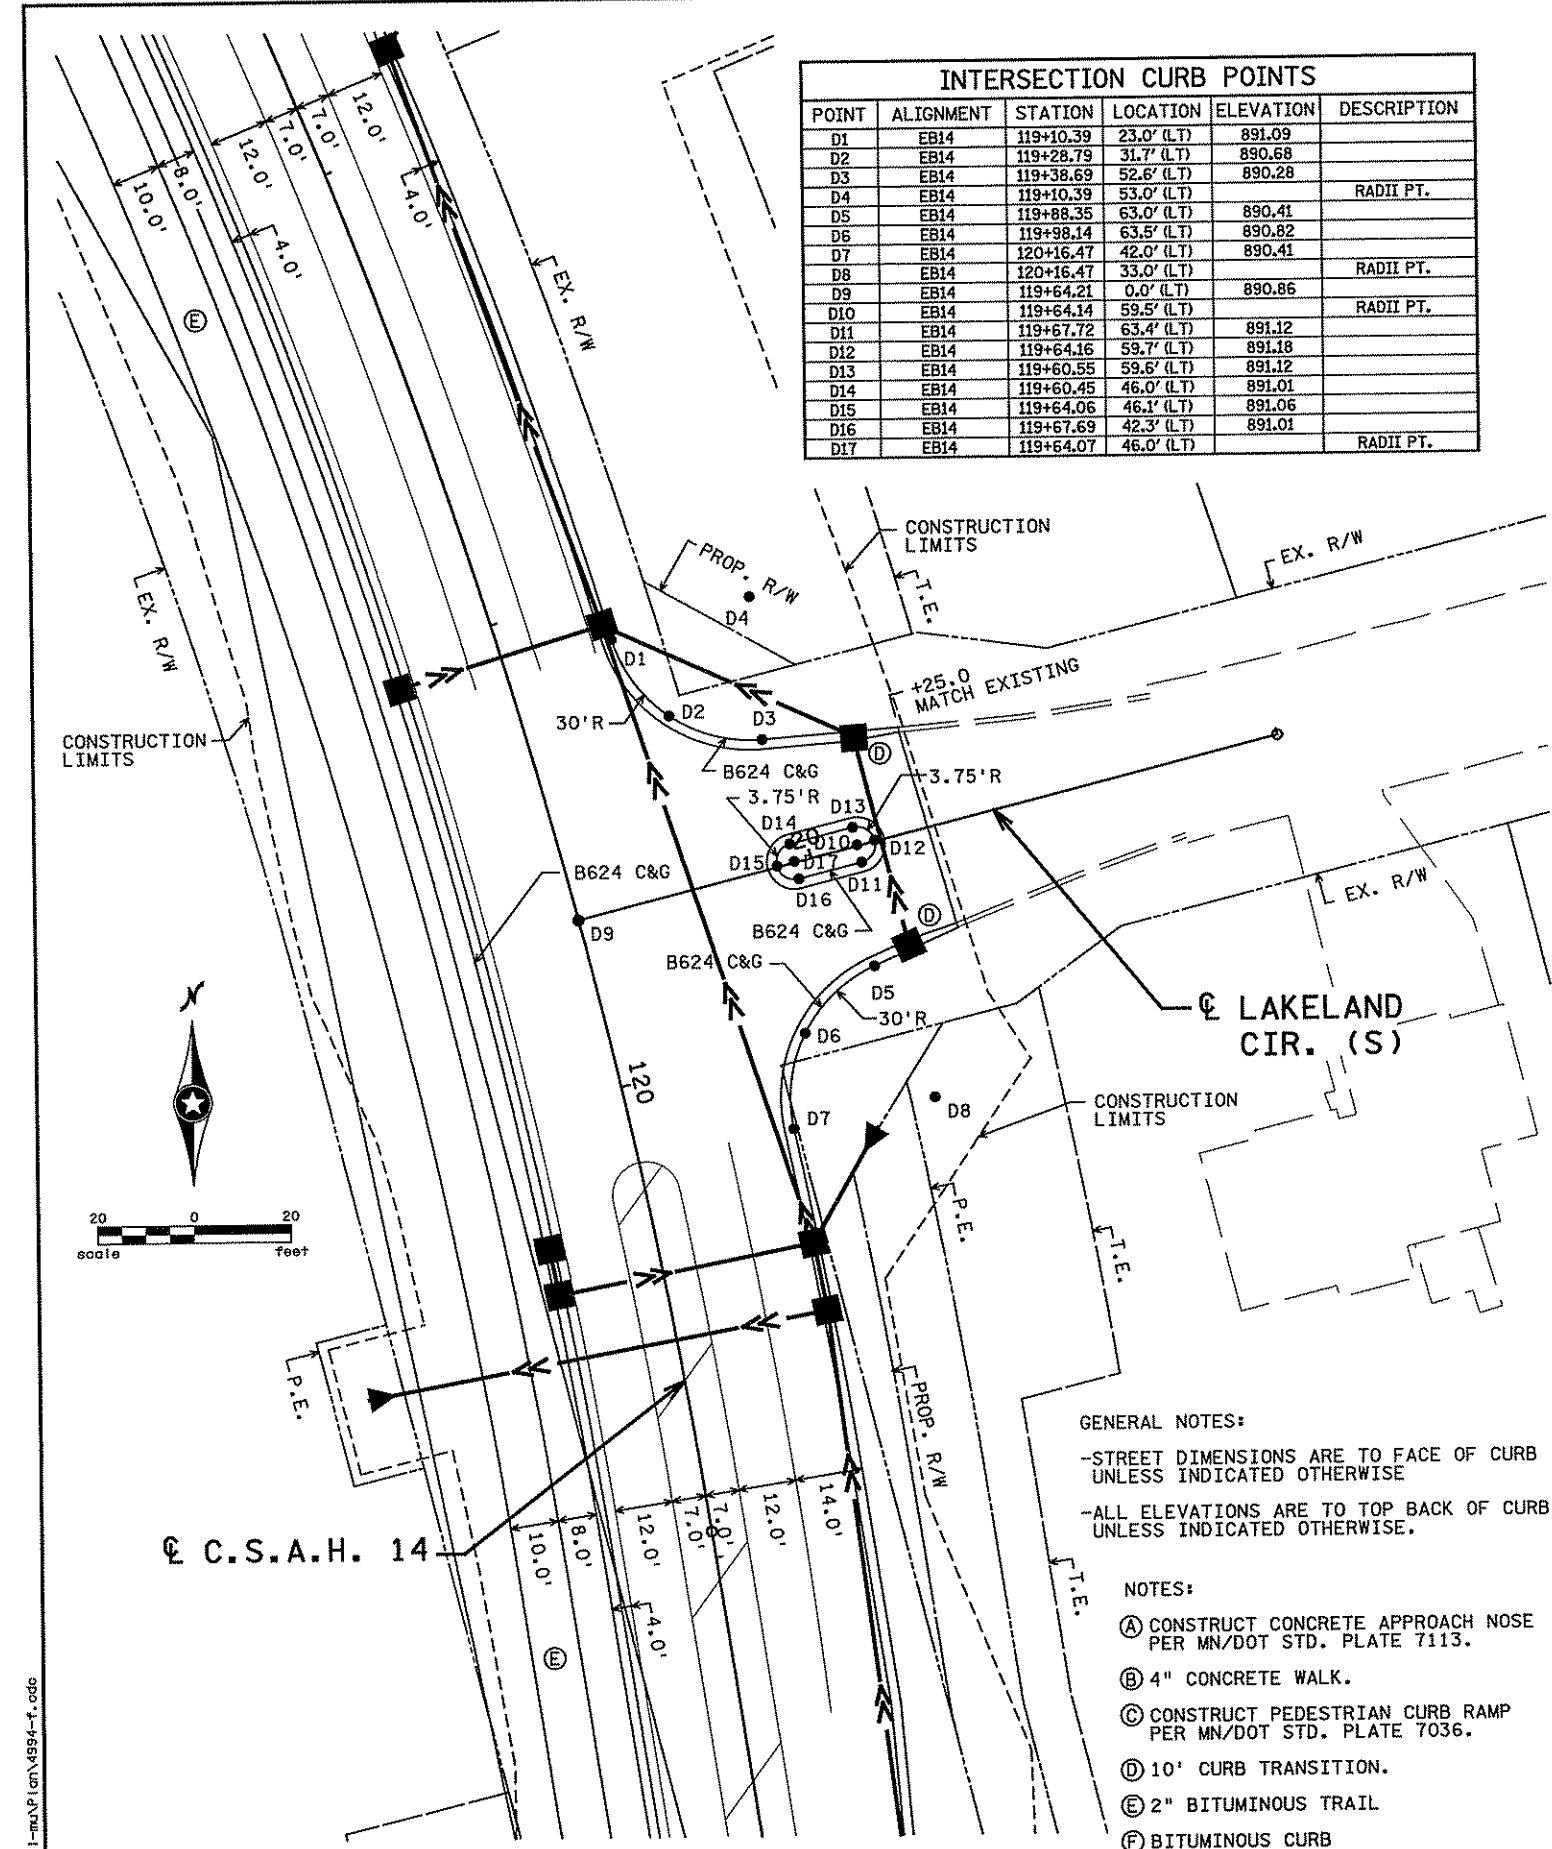 INTERSECTION CURB POINTS
POINT ALIGNMENT STATION LOCATION ELEVATION DESCRIPTION
D1 EB14 119+10.39 23.0' (LT) 891.09
D2 EB14 119+28.79 31.7' (LT) 890.68
D3 EB14 119+38.69 52.6' (LT) 890.28
D4 EB14 119+10.39 53.0' (LT) RADII PT.
D5 EB14 119+88.35 63.0' (LT) 890.41
D6 EB14 119+98.14 63.5' (LT) 890.82
D7 EB14 120+16.47 42.0' (LT) 890.41
D8 EB14 120+16.47 33.0' (LT) RADII PT.
D9 EB14 119+64.21 0.0' (LT) 890.86
D10 EB14 119+64.14 59.5' (LT) RADII PT.
D11 EB14 119+67.72 63.4' (LT) 891.12
D12 EB14 119+64.16 59.7' (LT) 891.18
D13 EB14 119+60.55 59.6' (LT) 891.12
D14 EB14 119+60.45 46.0' (LT) 891.01
D15 EB14 119+64.06 46.1' (LT) 891.06
D16 EB14 119+67.69 42.3' (LT) 891.01
D17 EB14 119+64.07 46.0' (LT) RADII PT.
12.0'
7.0'
7.0'
12.0'
8.0'
10.0'
4.0'
4.0'
E
EX. R/W
EX. R/W
CONSTRUCTION
LIMITS
T.E.
EX. R/W
PROP. R/W
D4
D1
+25.0
MATCH EXISTING
30'R
D2
D3
D
CONSTRUCTION
LIMITS
B624 C&G
3.75'R
3.75'R
D13
D14
D10
D12
D15
D17
D11
D16
B624 C&G
D9
B624 C&G
D
EX. R/W
B624 C&G
D5
30'R
D6
℄ LAKELAND
CIR. (S)
N
120
D7
D8
CONSTRUCTION
LIMITS
20 0 20
scale feet
P.E.
T.E.
P.E.
PROP. R/W
GENERAL NOTES:
-STREET DIMENSIONS ARE TO FACE OF CURB
UNLESS INDICATED OTHERWISE
-ALL ELEVATIONS ARE TO TOP BACK OF CURB
UNLESS INDICATED OTHERWISE.
℄ C.S.A.H. 14
10.0'
8.0'
12.0'
7.0'
7.0'
12.0'
14.0'
4.0'
E
T.E.
NOTES:
A CONSTRUCT CONCRETE APPROACH NOSE
PER MN/DOT STD. PLATE 7113.
B 4" CONCRETE WALK.
C CONSTRUCT PEDESTRIAN CURB RAMP
PER MN/DOT STD. PLATE 7036.
D 10' CURB TRANSITION.
E 2" BITUMINOUS TRAIL
F BITUMINOUS CURB